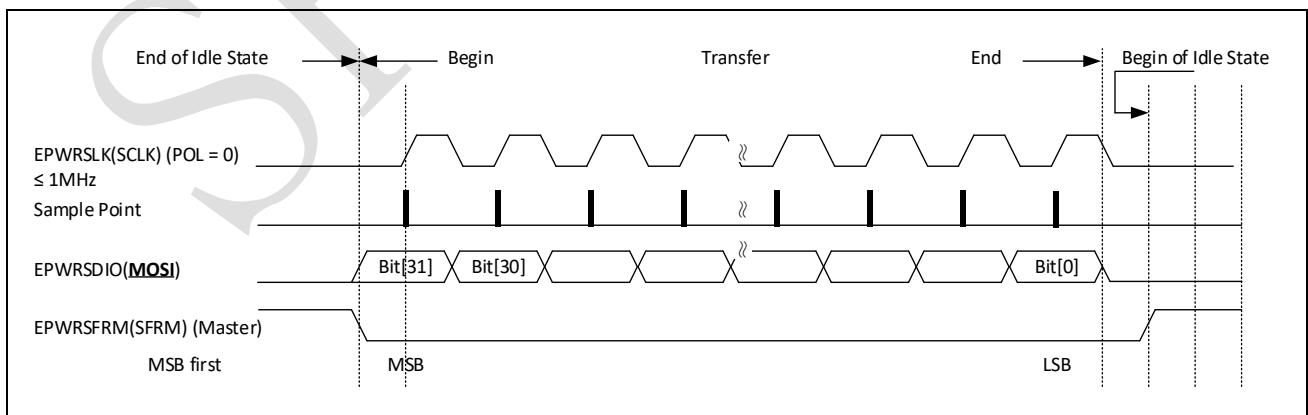 End of Idle State Begin Transfer End Begin of Idle State
EPWRSLK(SCLK) (POL = 0)
≤ 1MHz
Sample Point
EPWRSDIO(MOSI) Bit[31] Bit[30] Bit[0]
EPWRSFRM(SFRM) (Master)
MSB first MSB LSB